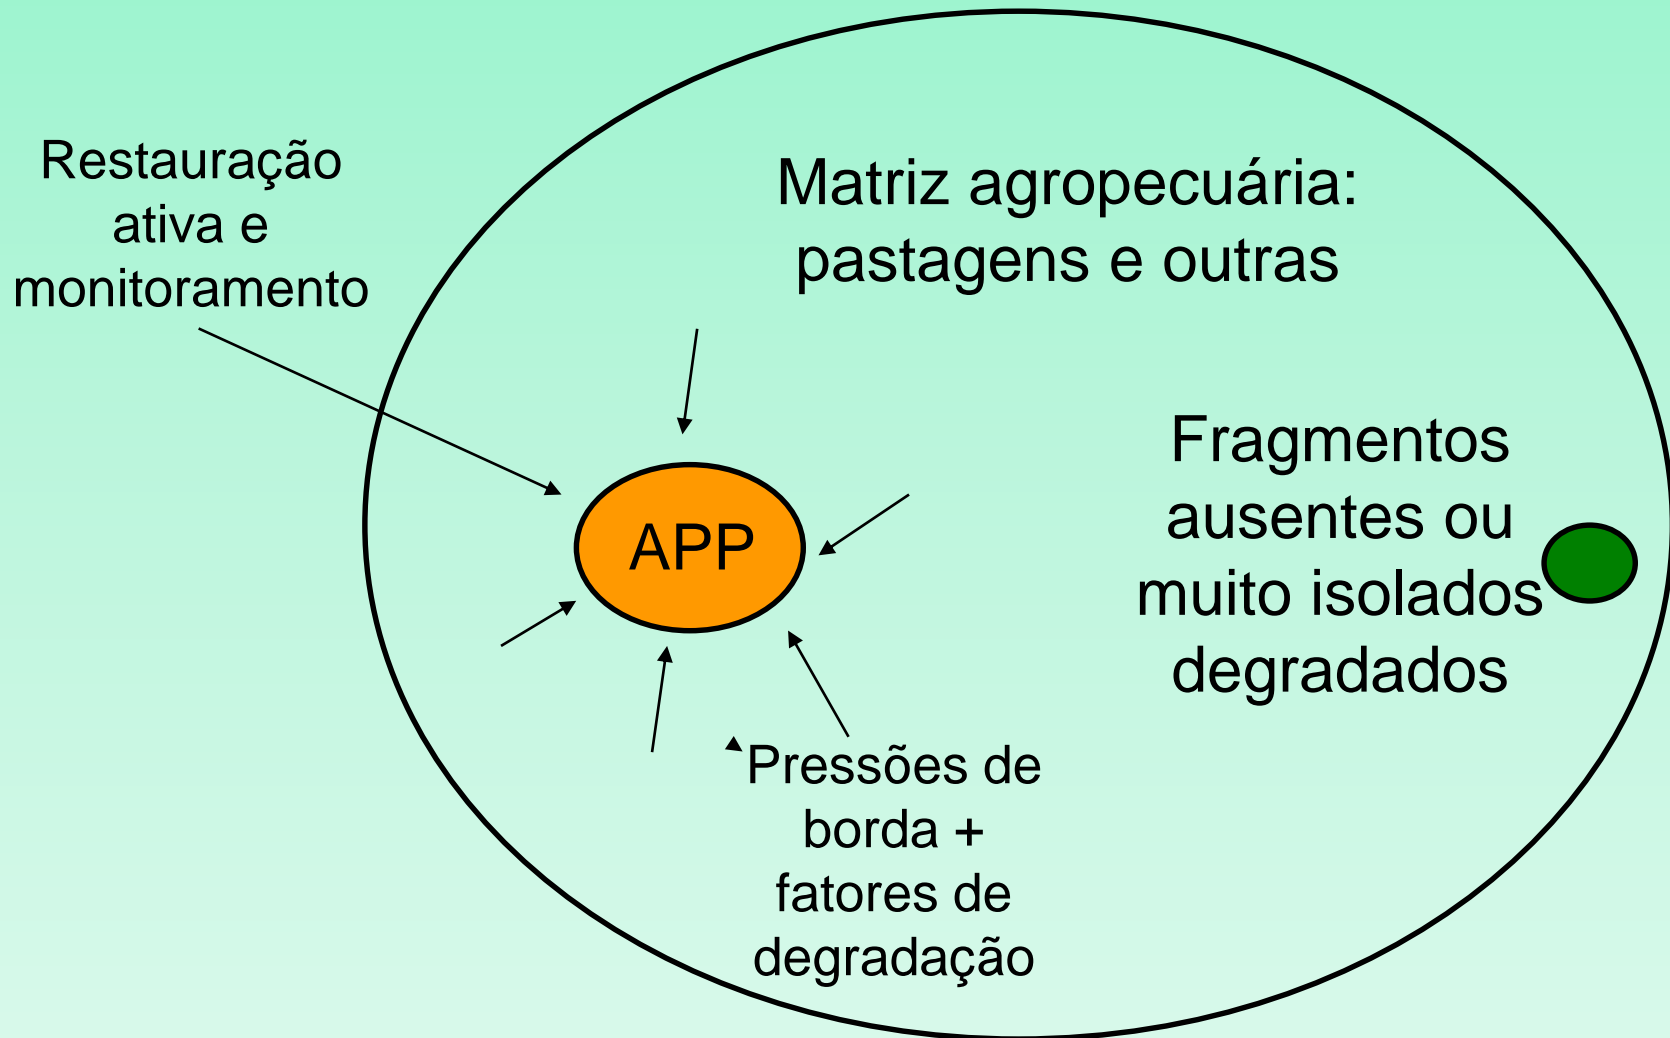 Restauração
ativa e
monitoramento
Matriz agropecuária:
pastagens e outras
Fragmentos
ausentes ou
muito isolados
degradados
APP
Pressões de
borda +
fatores de
degradação